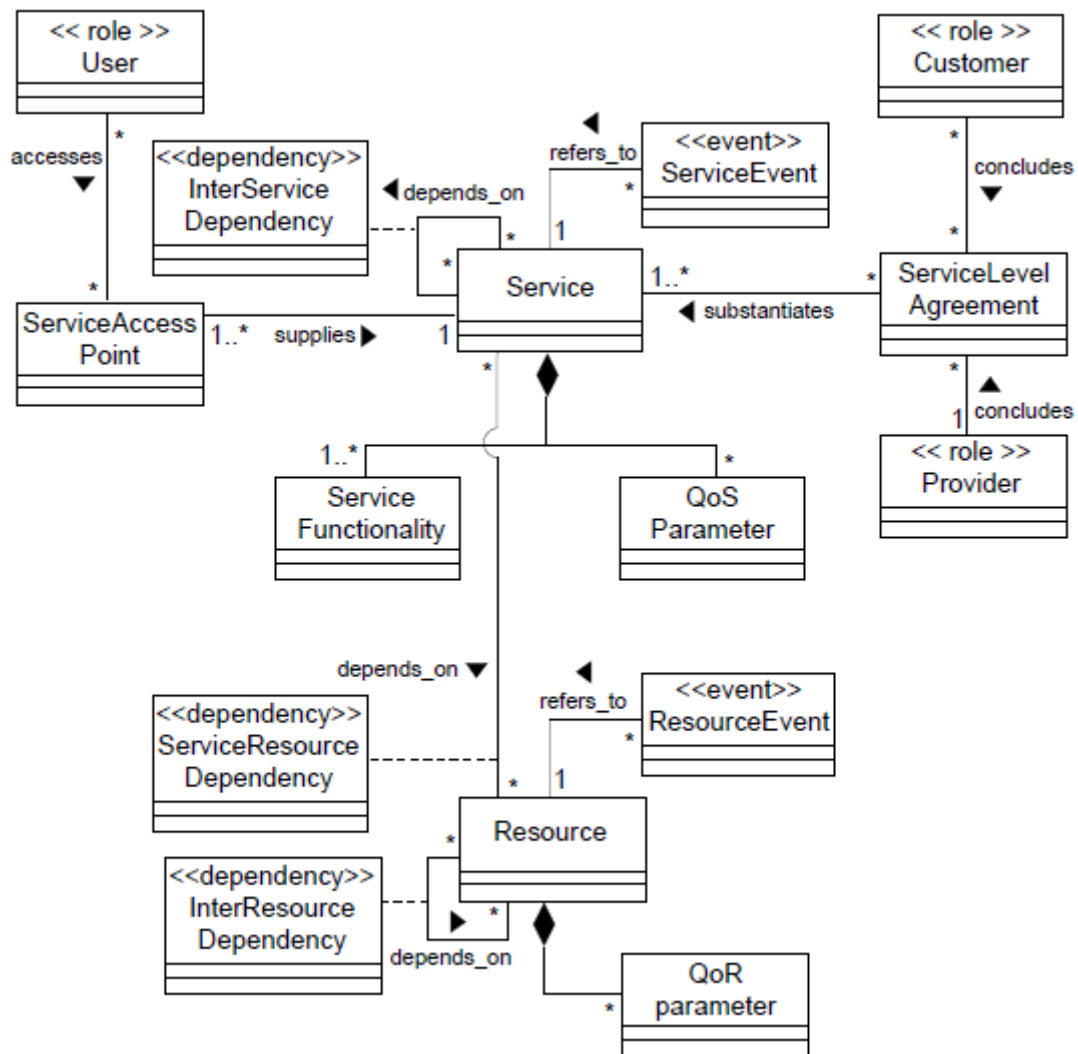 << role >>
User
<< role >>
Customer
*
accesses
*
<<dependency>>
InterService
Dependency
depends_on
*
*
refers_to
*
1
<<event>>
ServiceEvent
*
concludes
*
ServiceAccess
Point
1..*
supplies
1
Service
1..*
substantiates
*
ServiceLevel
Agreement
*
concludes
1
<< role >>
Provider
*
1..*
Service
Functionality
*
QoS
Parameter
depends_on
<<dependency>>
ServiceResource
Dependency
*
refers_to
*
1
<<event>>
ResourceEvent
Resource
*
*
depends_on
<<dependency>>
InterResource
Dependency
*
QoR
parameter